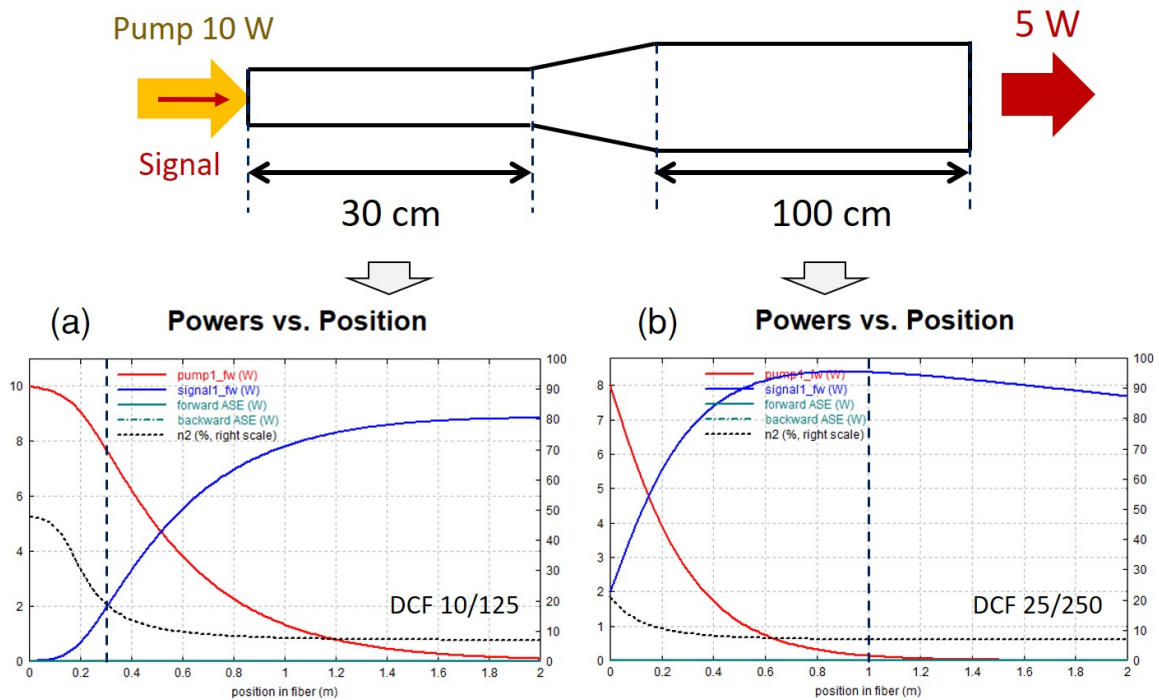 Pump 10 W
5 W
Signal
30 cm
100 cm
(a)
Powers vs. Position
100
90
80
70
60
50
40
30
20
10
0
10
8
6
4
2
0
pump1_fw (W)
signal1_fw (W)
forward ASE (W)
backward ASE (W)
n2 (%, right scale)
DCF 10/125
0 0.2 0.4 0.6 0.8 1 1.2 1.4 1.6 1.8 2
position in fiber (m)
(b)
Powers vs. Position
100
90
80
70
60
50
40
30
20
10
0
8
7
6
5
4
3
2
1
0
pump1_fw (W)
signal1_fw (W)
forward ASE (W)
backward ASE (W)
n2 (%, right scale)
DCF 25/250
0 0.2 0.4 0.6 0.8 1 1.2 1.4 1.6 1.8 2
position in fiber (m)